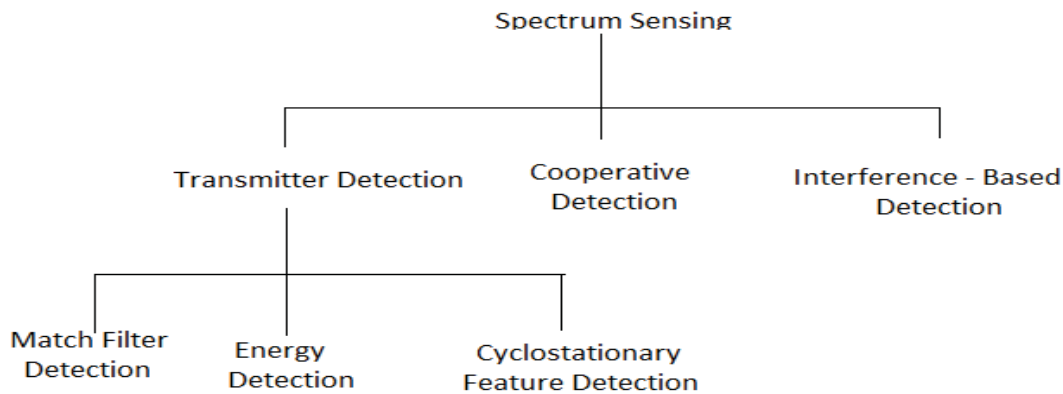 Spectrum Sensing
Transmitter Detection
Cooperative
Detection
Interference - Based
Detection
Match Filter
Detection
Energy
Detection
Cyclostationary
Feature Detection